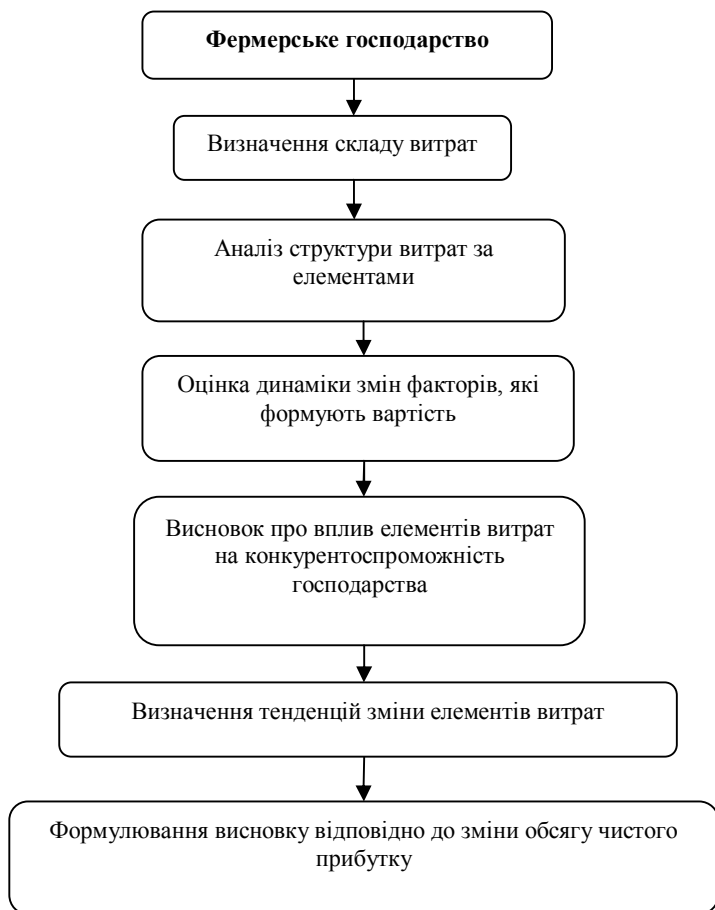 Фермерське господарство
Визначення складу витрат
Аналіз структури витрат за
елементами
Оцінка динаміки змін факторів, які
формують вартість
Висновок про вплив елементів витрат
на конкурентоспроможність
господарства
Визначення тенденцій зміни елементів витрат
Формулювання висновку відповідно до зміни обсягу чистого
прибутку